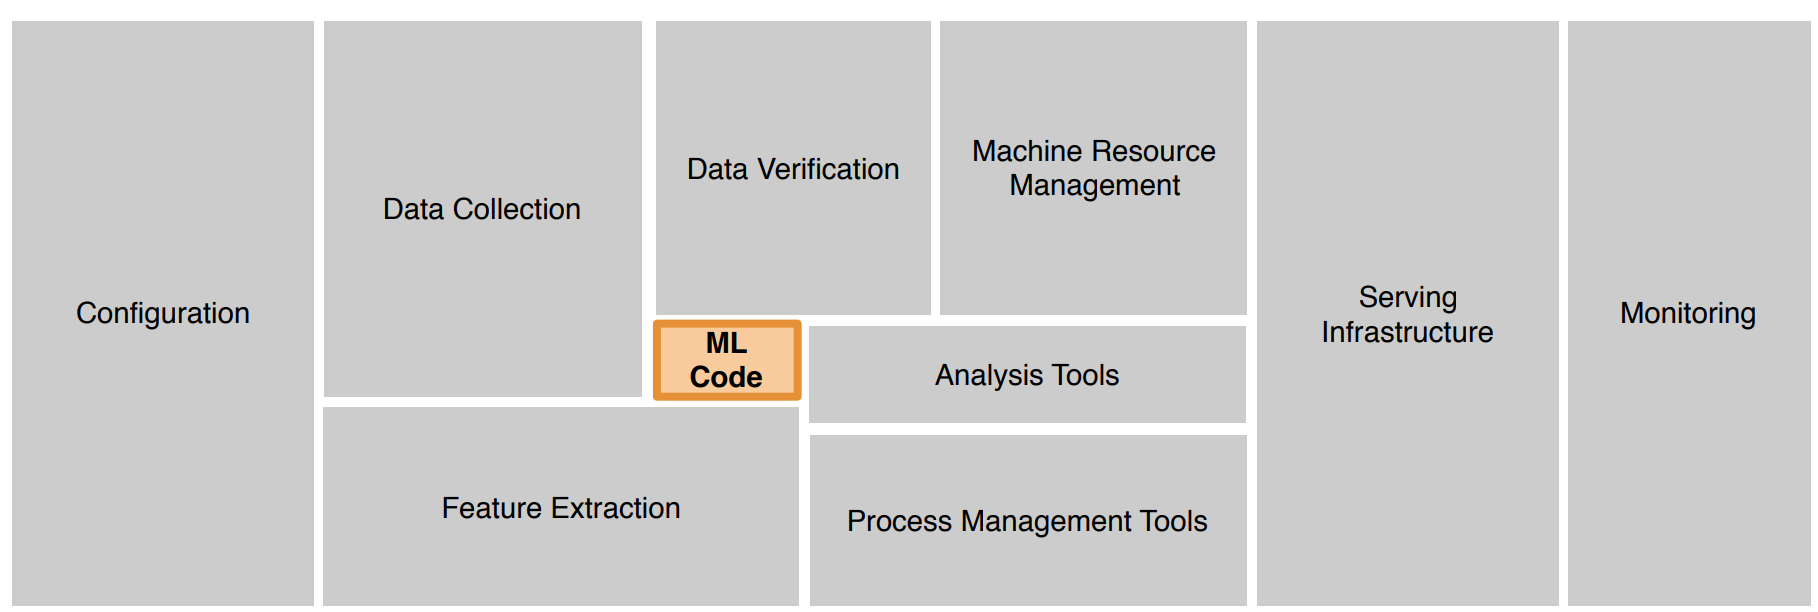 Configuration
Data Collection
Data Verification
Machine Resource
Management
ML
Code
Analysis Tools
Feature Extraction
Process Management Tools
Serving
Infrastructure
Monitoring